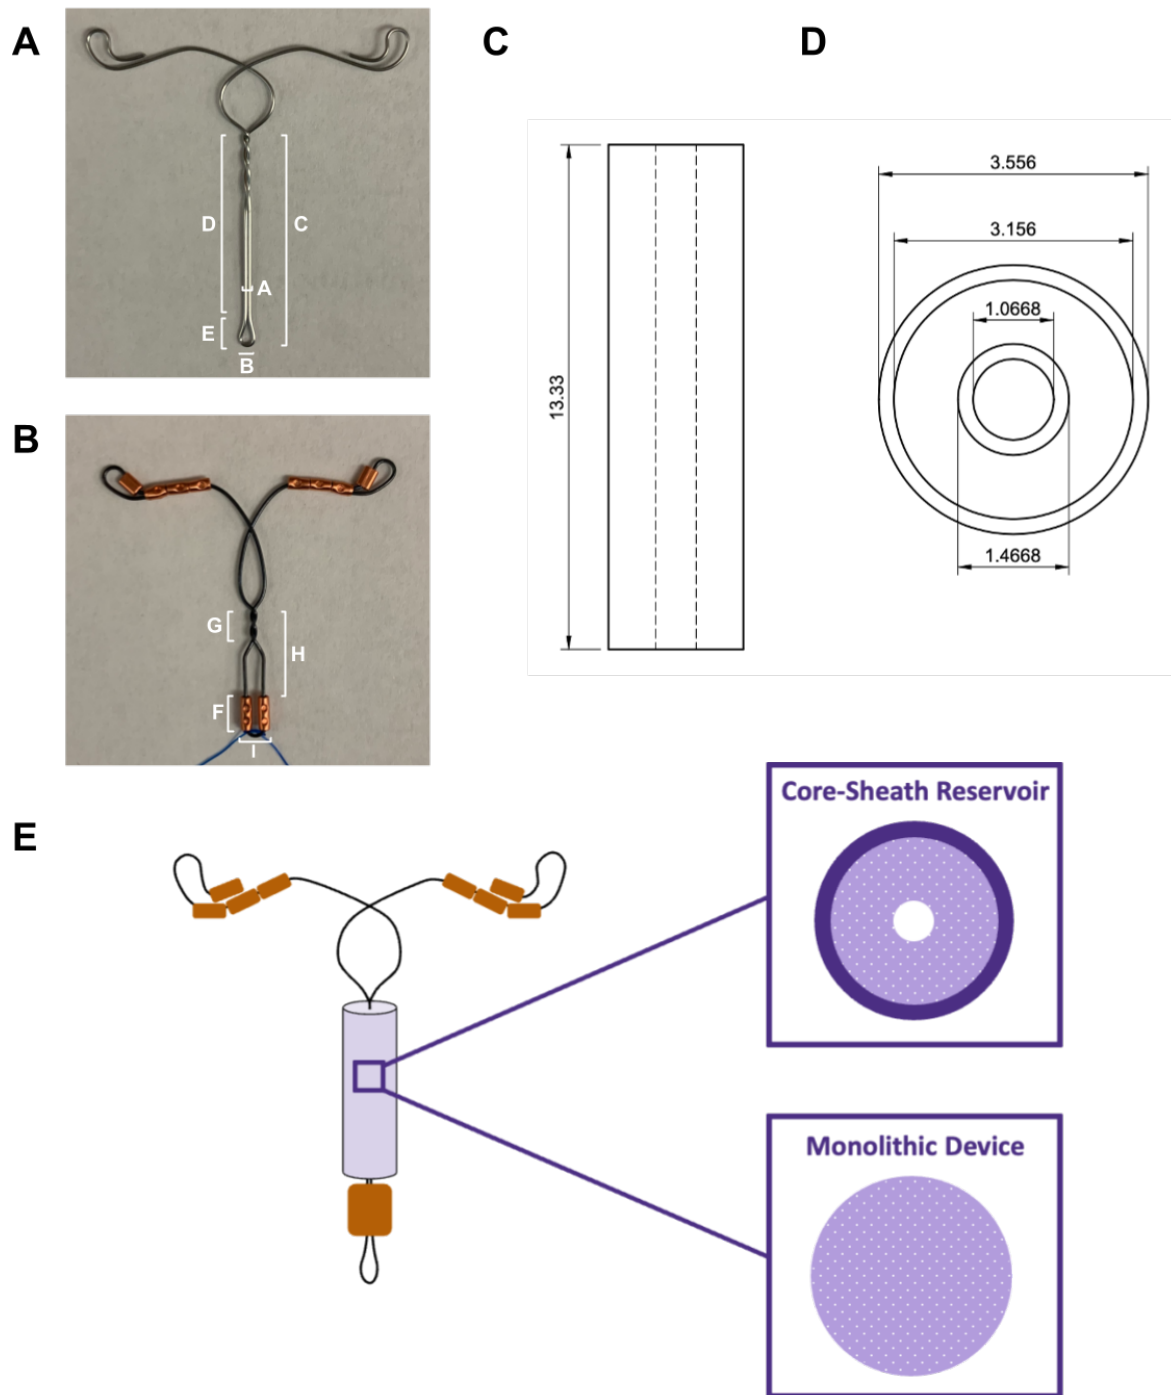 A
D
C
A
E
B
B
G
H
F
I
C
13.33
D
3.556
3.156
1.0668
1.4668
E
Core-Sheath Reservoir
Monolithic Device